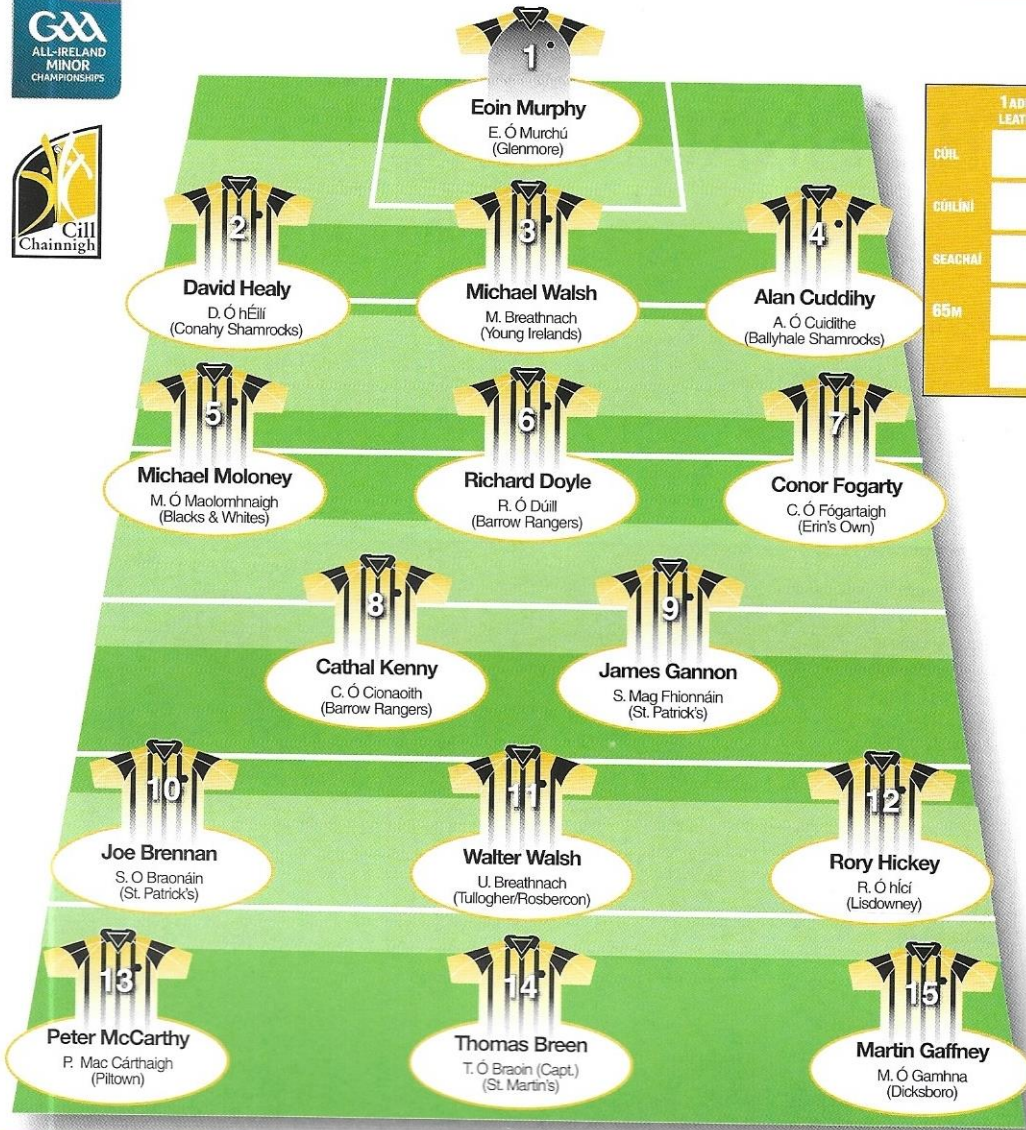 GAA
ALL-IRELAND
MINOR
CHAMPIONSHIPS
Cill
Chainnigh
1
Eoin Murphy
E. Ó Murchú
(Glenmore)
2
David Healy
D. Ó hÉilí
(Conahy Shamrocks)
3
Michael Walsh
M. Breathnach
(Young Irelands)
4
Alan Cuddihy
A. Ó Cuidithe
(Ballyhale Shamrocks)
5
Michael Moloney
M. Ó Maolomhnaigh
(Blacks & Whites)
6
Richard Doyle
R. Ó Dúill
(Barrow Rangers)
7
Conor Fogarty
C. Ó Fógartaigh
(Erin's Own)
8
Cathal Kenny
C. Ó Cionaoith
(Barrow Rangers)
9
James Gannon
S. Mag Fhionnáin
(St. Patrick's)
10
Joe Brennan
S. O Braonáin
(St. Patrick's)
11
Walter Walsh
U. Breathnach
(Tullogher/Rosbercon)
12
Rory Hickey
R. Ó hÍcí
(Lisdowney)
13
Peter McCarthy
P. Mac Cárthaigh
(Piltown)
14
Thomas Breen
T. Ó Braoin (Capt.)
(St. Martin's)
15
Martin Gaffney
M. Ó Gamhna
(Dicksboro)
1AD
LEAT
CÚIL
CÚILÍNÍ
SEACHAÍ
65M